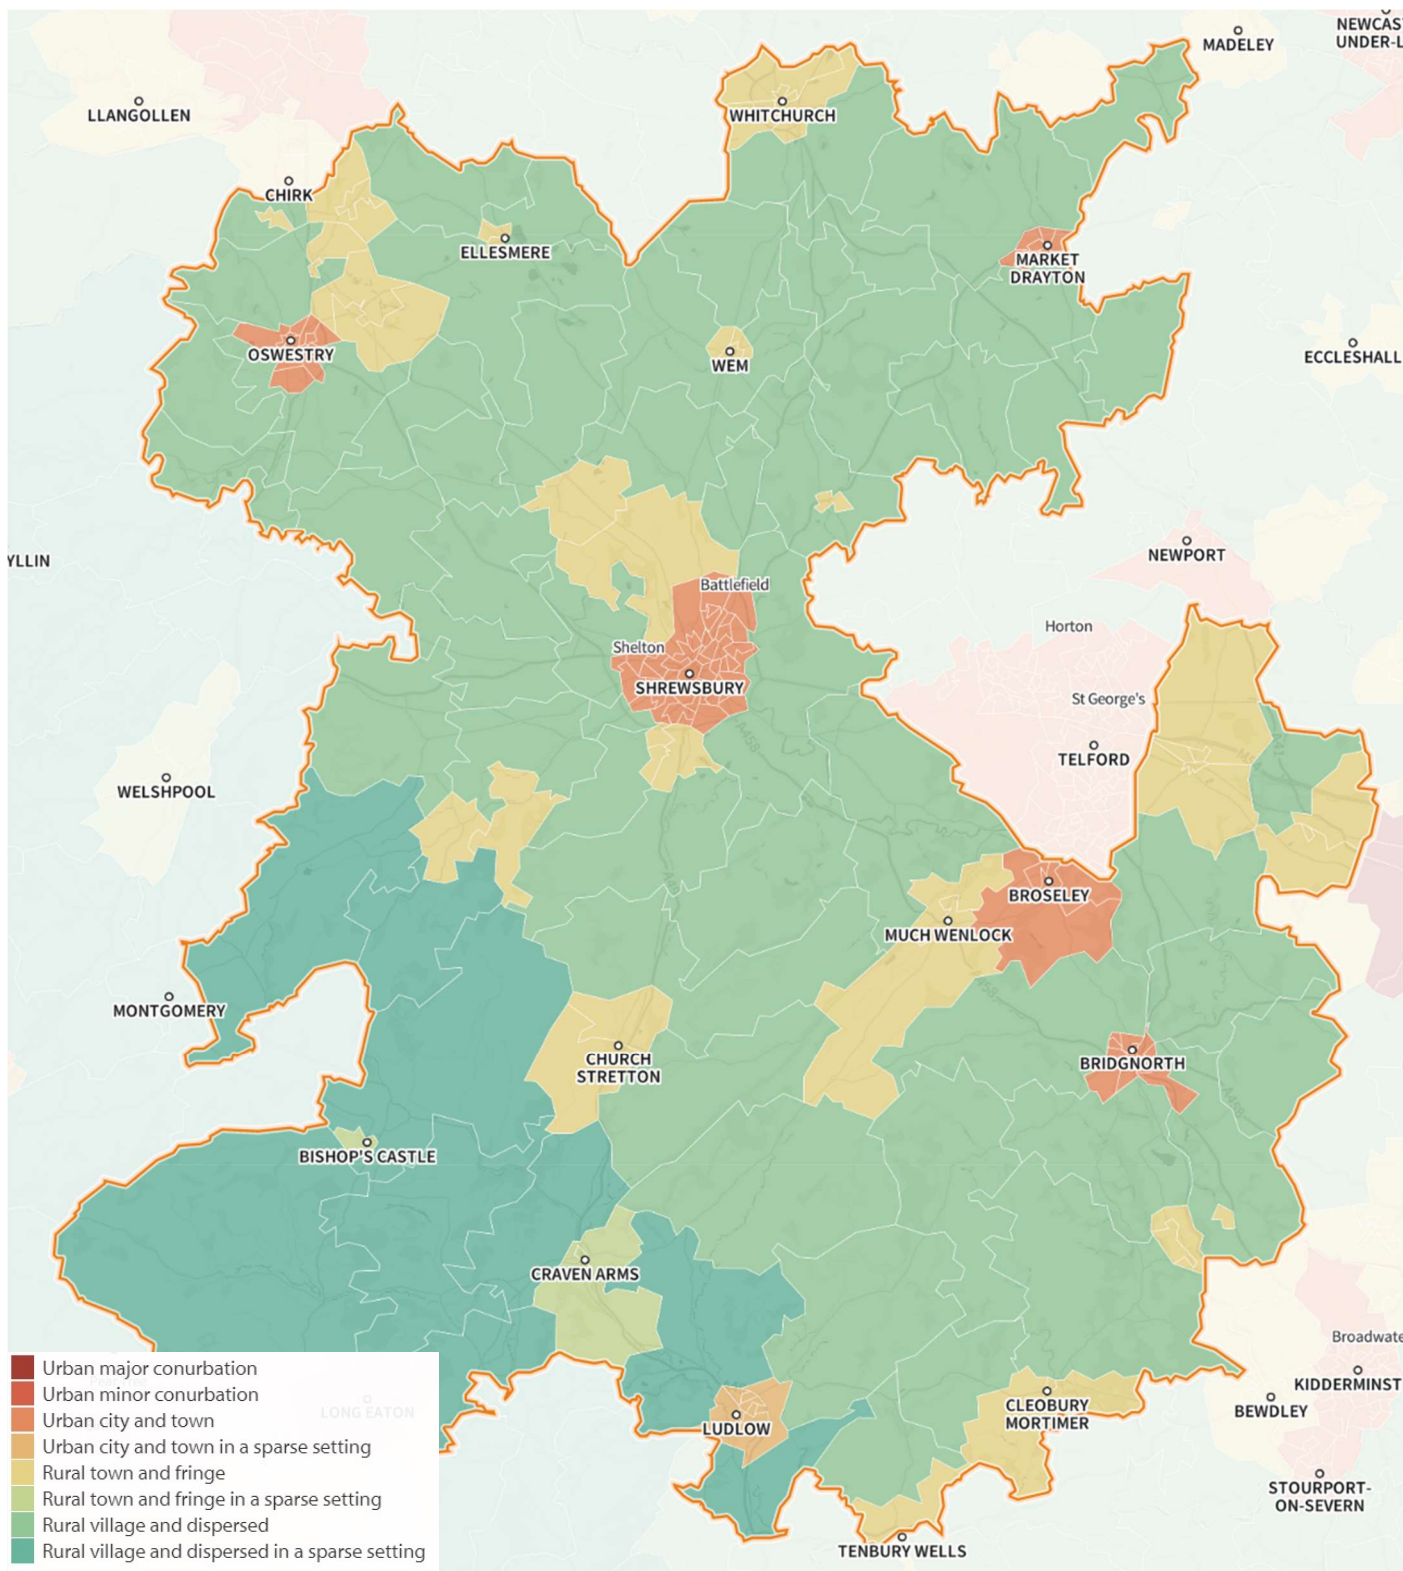 NEWCAS
UNDER-L
MADELEY
LLANGOLLEN
WHITCHURCH
CHIRK
ELLESMERE
MARKET
DRAYTON
OSWESTRY
WEM
ECCLESHALL
YLLIN
NEWPORT
Battlefield
Horton
Shelton
SHREWSBURY
St George's
A458
TELFORD
WELSHPOOL
BROSELEY
MUCH WENLOCK
MONTGOMERY
CHURCH
STRETTON
BRIDGNORTH
BISHOP'S CASTLE
CRAVEN ARMS
Broadwate
KIDDERMINST
BEWDLEY
CLEOBURY
MORTIMER
LUDLOW
STOURPORT-
ON-SEVERN
TENBURY WELLS
Urban major conurbation
Urban minor conurbation
LONG EATON
Urban city and town
Urban city and town in a sparse setting
Rural town and fringe
Rural town and fringe in a sparse setting
Rural village and dispersed
Rural village and dispersed in a sparse setting